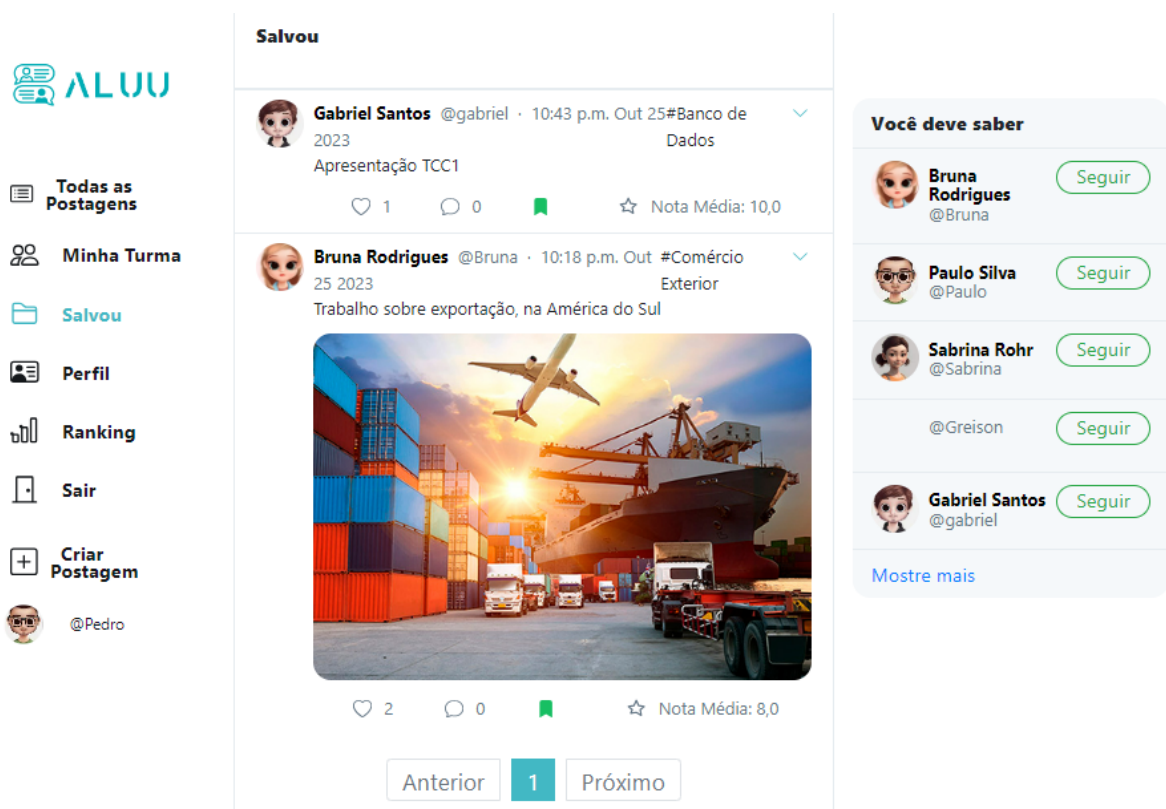 ALUU
Todas as
Postagens
Minha Turma
Salvou
Perfil
Ranking
Sair
Criar
Postagem
@Pedro
Salvou
Gabriel Santos @gabriel · 10:43 p.m. Out 25 #Banco de
2023 Dados
Apresentação TCC1
1 0 Nota Média: 10,0
Bruna Rodrigues @Bruna · 10:18 p.m. Out #Comércio
25 2023 Exterior
Trabalho sobre exportação, na América do Sul
2 0 Nota Média: 8,0
Anterior 1 Próximo
Você deve saber
Bruna
Rodrigues Seguir
@Bruna
Paulo Silva Seguir
@Paulo
Sabrina Rohr Seguir
@Sabrina
@Greison Seguir
Gabriel Santos Seguir
@gabriel
Mostre mais